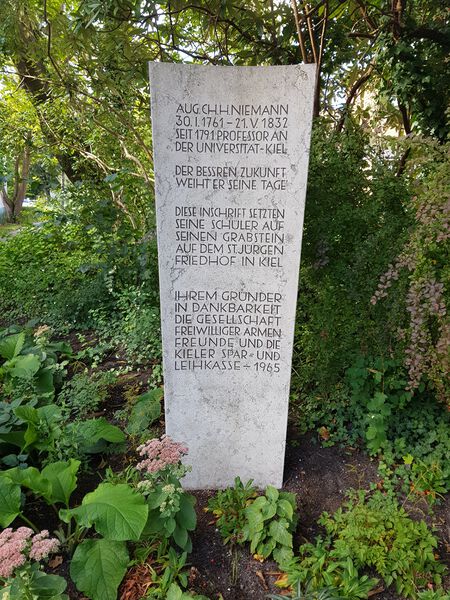 AUG. CH. H. NIEMANN
30. I. 1761 - 21. V. 1832
SEIT 1791 PROFESSOR AN
DER UNIVERSITÄT-KIEL
DER BESSREN ZUKUNFT
WEIHT ER SEINE TAGE
DIESE INSCHRIFT SETZTEN
SEINE SCHÜLER AUF
SEINEN GRABSTEIN
AUF DEM ST. JÜRGEN
FRIEDHOF IN KIEL
IHREM GRÜNDER
IN DANKBARKEIT
DIE GESELLSCHAFT
FREIWILLIGER ARMEN
FREUNDE UND DIE
KIELER SPAR- UND
LEIHKASSE - 1965